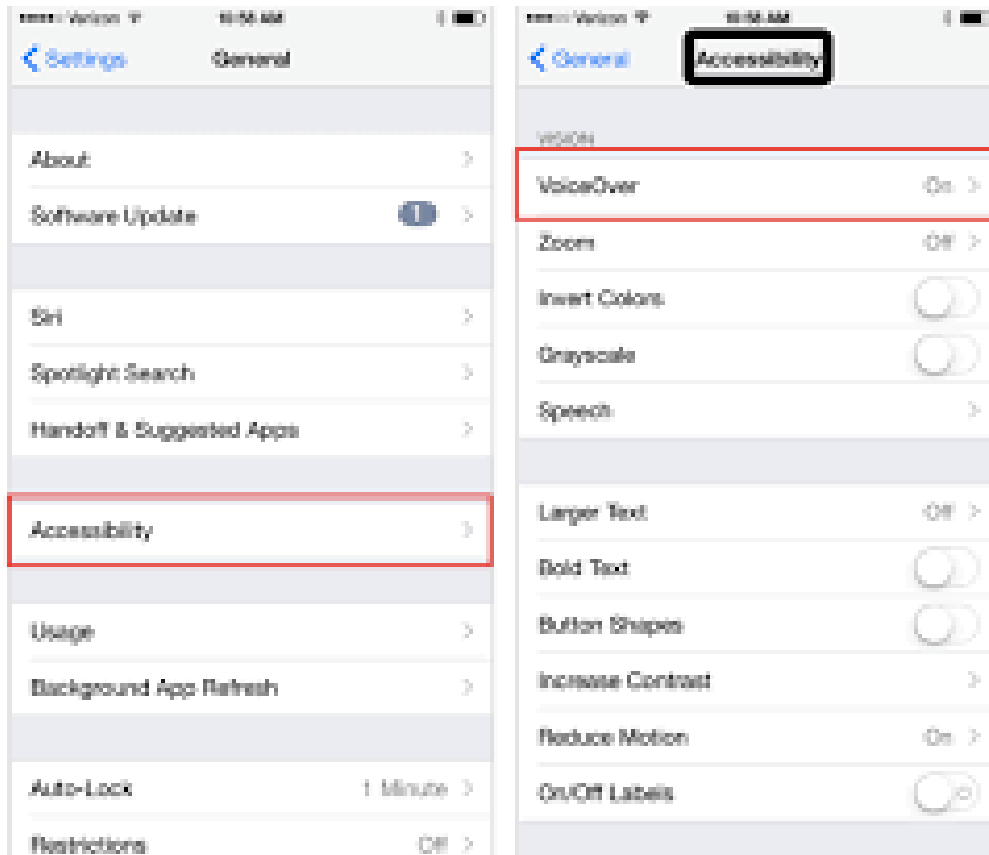 Verizon 10:58 AM
Settings General
About
Software Update 1
Siri
Spotlight Search
Handoff & Suggested Apps
Accessibility
Usage
Background App Refresh
Auto-Lock 1 Minute
Restrictions Off
Verizon 10:58 AM
General Accessibility
VISION
VoiceOver On
Zoom Off
Invert Colors
Grayscale
Speech
Larger Text Off
Bold Text
Button Shapes
Increase Contrast
Reduce Motion On
On/Off Labels